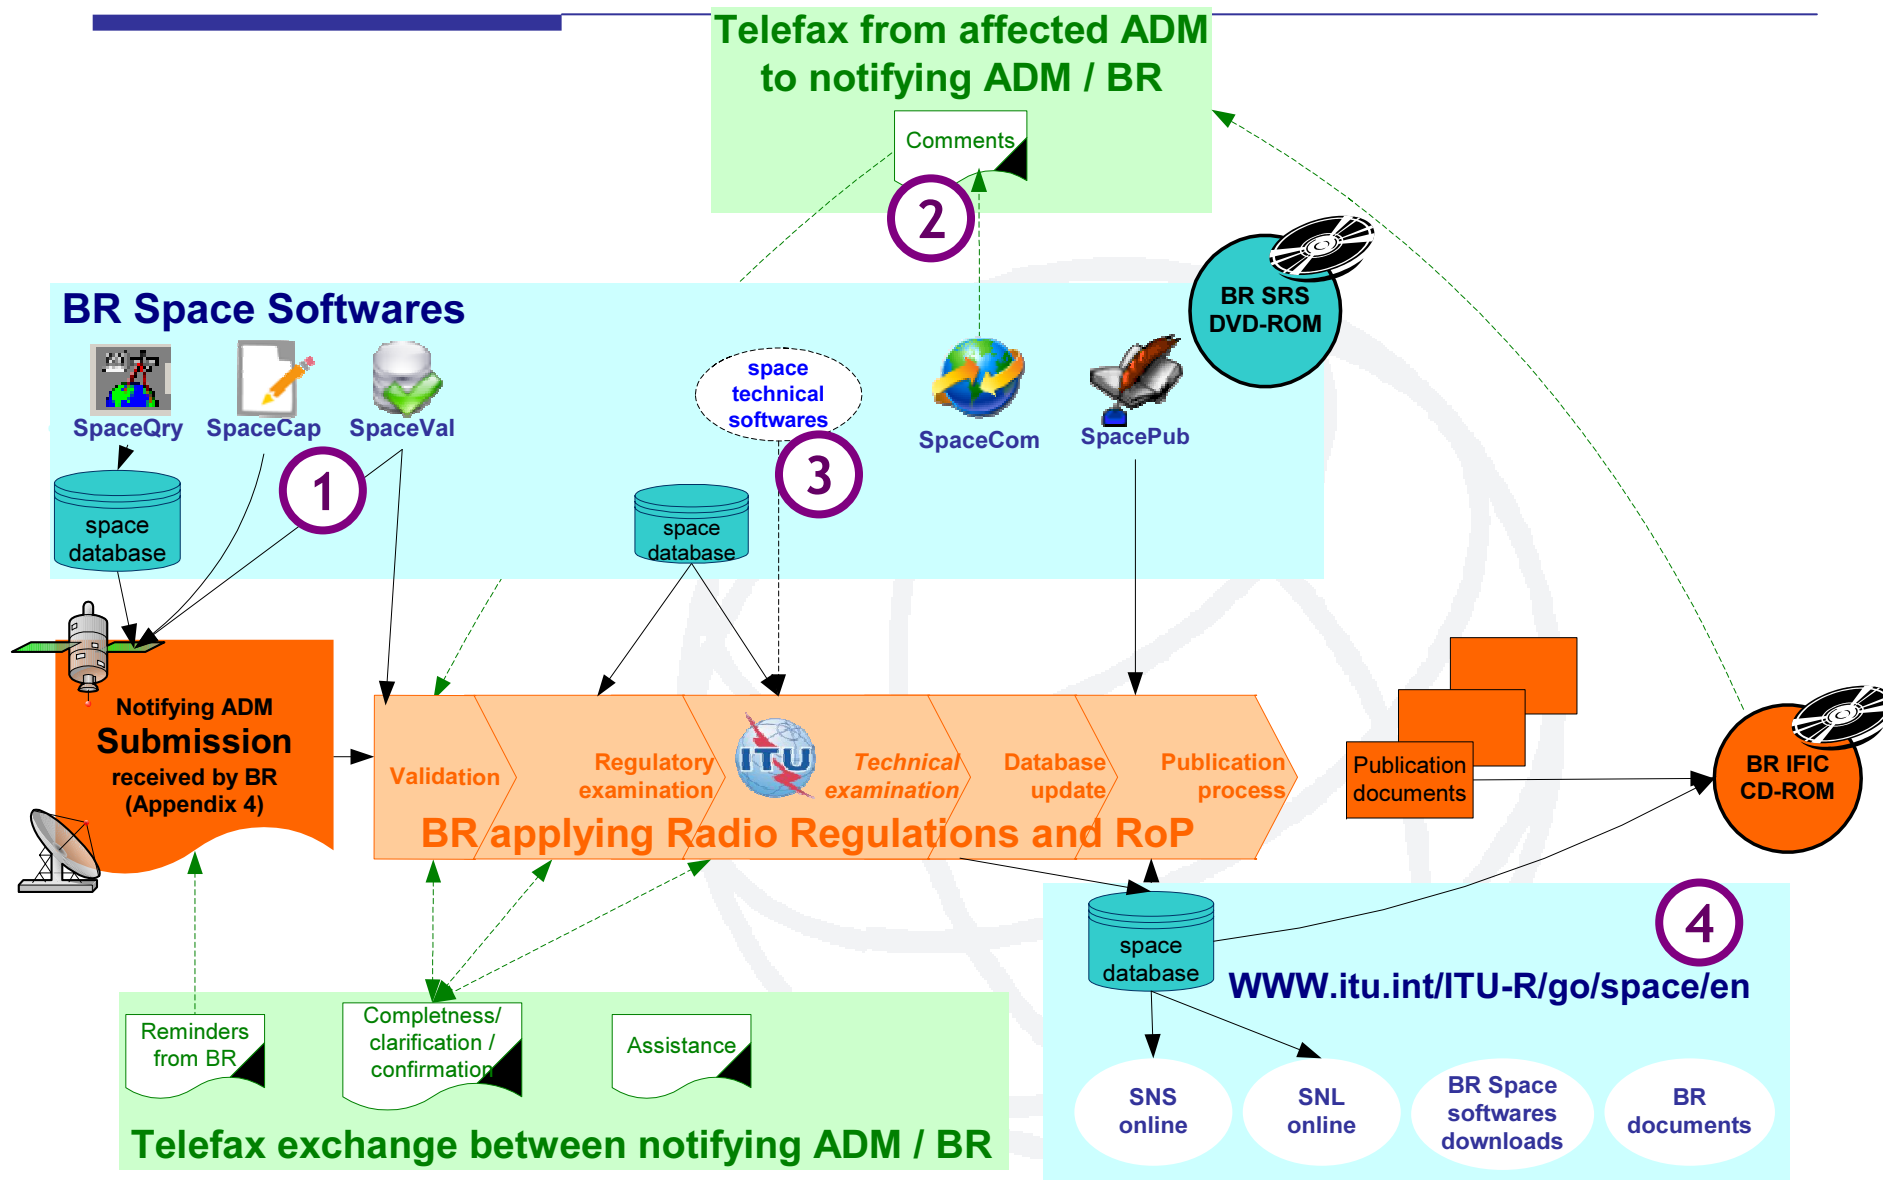 Telefax from affected ADM
to notifying ADM / BR
Comments
2
BR SRS
DVD-ROM
BR Space Softwares
SpaceQry
SpaceCap
SpaceVal
space
technical
softwares
SpaceCom
SpacePub
1
3
space
database
space
database
Notifying ADM
Submission
received by BR
(Appendix 4)
Validation
Regulatory
examination
ITU
Technical
examination
Database
update
Publication
process
BR applying Radio Regulations and RoP
Publication
documents
BR IFIC
CD-ROM
4
space
database
WWW.itu.int/ITU-R/go/space/en
Reminders
from BR
Completness/
clarification /
confirmation
Assistance
Telefax exchange between notifying ADM / BR
SNS
online
SNL
online
BR Space
softwares
downloads
BR
documents